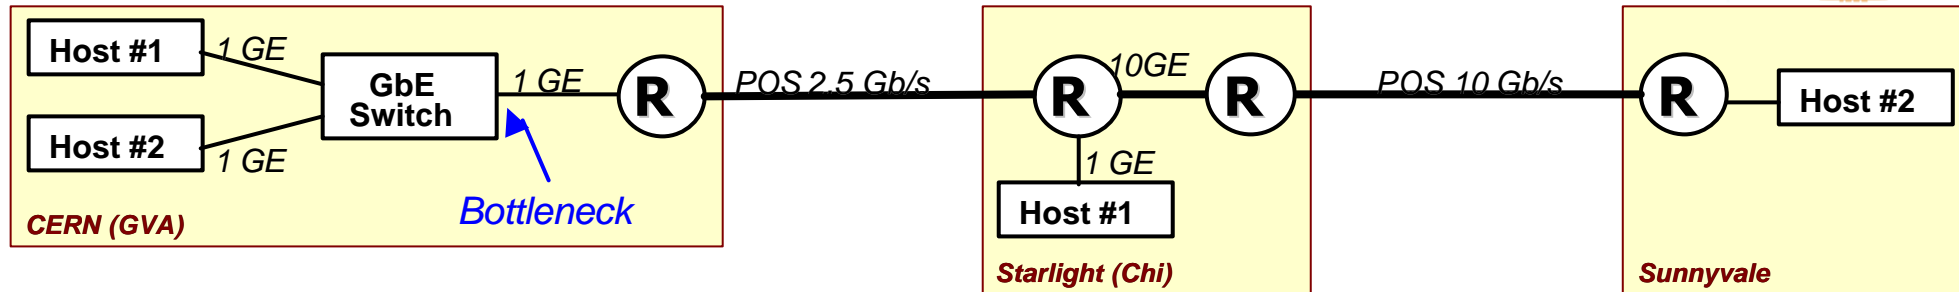 Host #1
1 GE
GbE
Switch
1 GE
R
POS 2.5 Gb/s
R
10GE
R
POS 10 Gb/s
R
Host #2
Host #2
1 GE
Bottleneck
1 GE
Host #1
CERN (GVA)
Starlight (Chi)
Sunnyvale